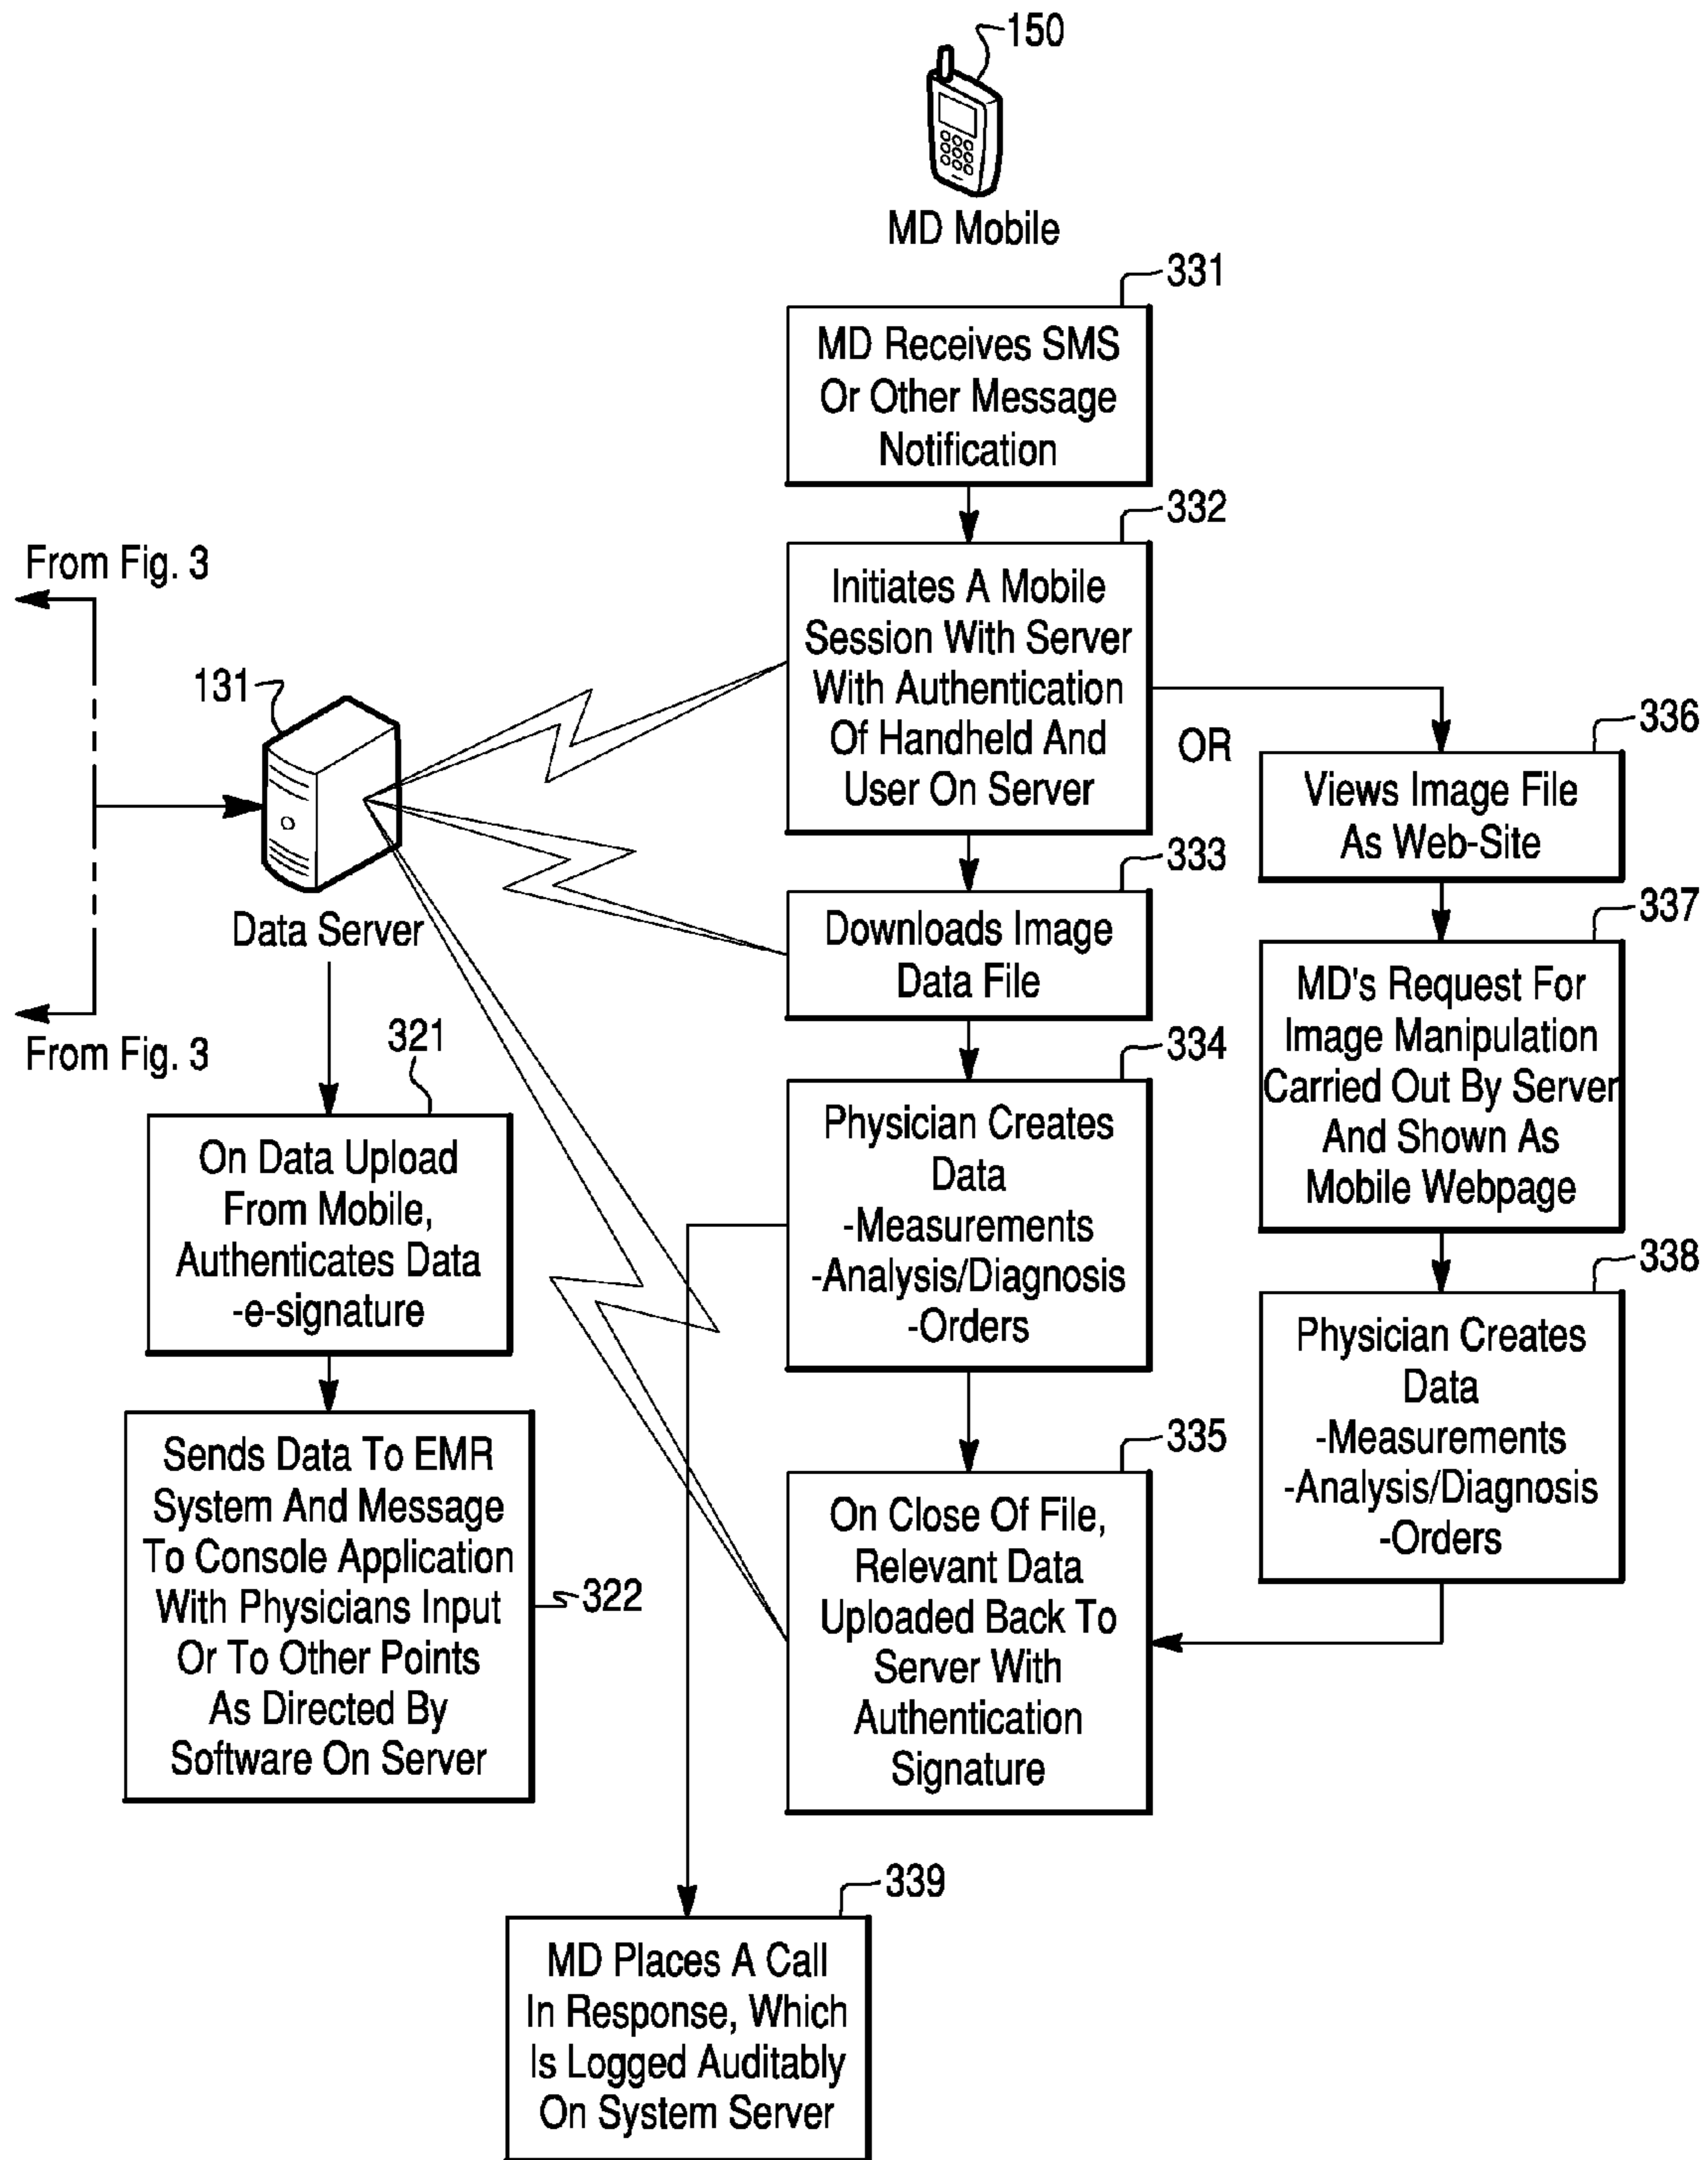 150
MD Mobile
331
MD Receives SMS
Or Other Message
Notification
332
Initiates A Mobile
Session With Server
With Authentication
Of Handheld And
User On Server
OR
From Fig. 3
131
Data Server
From Fig. 3
336
Views Image File
As Web-Site
333
Downloads Image
Data File
337
MD's Request For
Image Manipulation
Carried Out By Server
And Shown As
Mobile Webpage
334
Physician Creates
Data
-Measurements
-Analysis/Diagnosis
-Orders
321
On Data Upload
From Mobile,
Authenticates Data
-e-signature
338
Physician Creates
Data
-Measurements
-Analysis/Diagnosis
-Orders
322
Sends Data To EMR
System And Message
To Console Application
With Physicians Input
Or To Other Points
As Directed By
Software On Server
335
On Close Of File,
Relevant Data
Uploaded Back To
Server With
Authentication
Signature
339
MD Places A Call
In Response, Which
Is Logged Auditably
On System Server